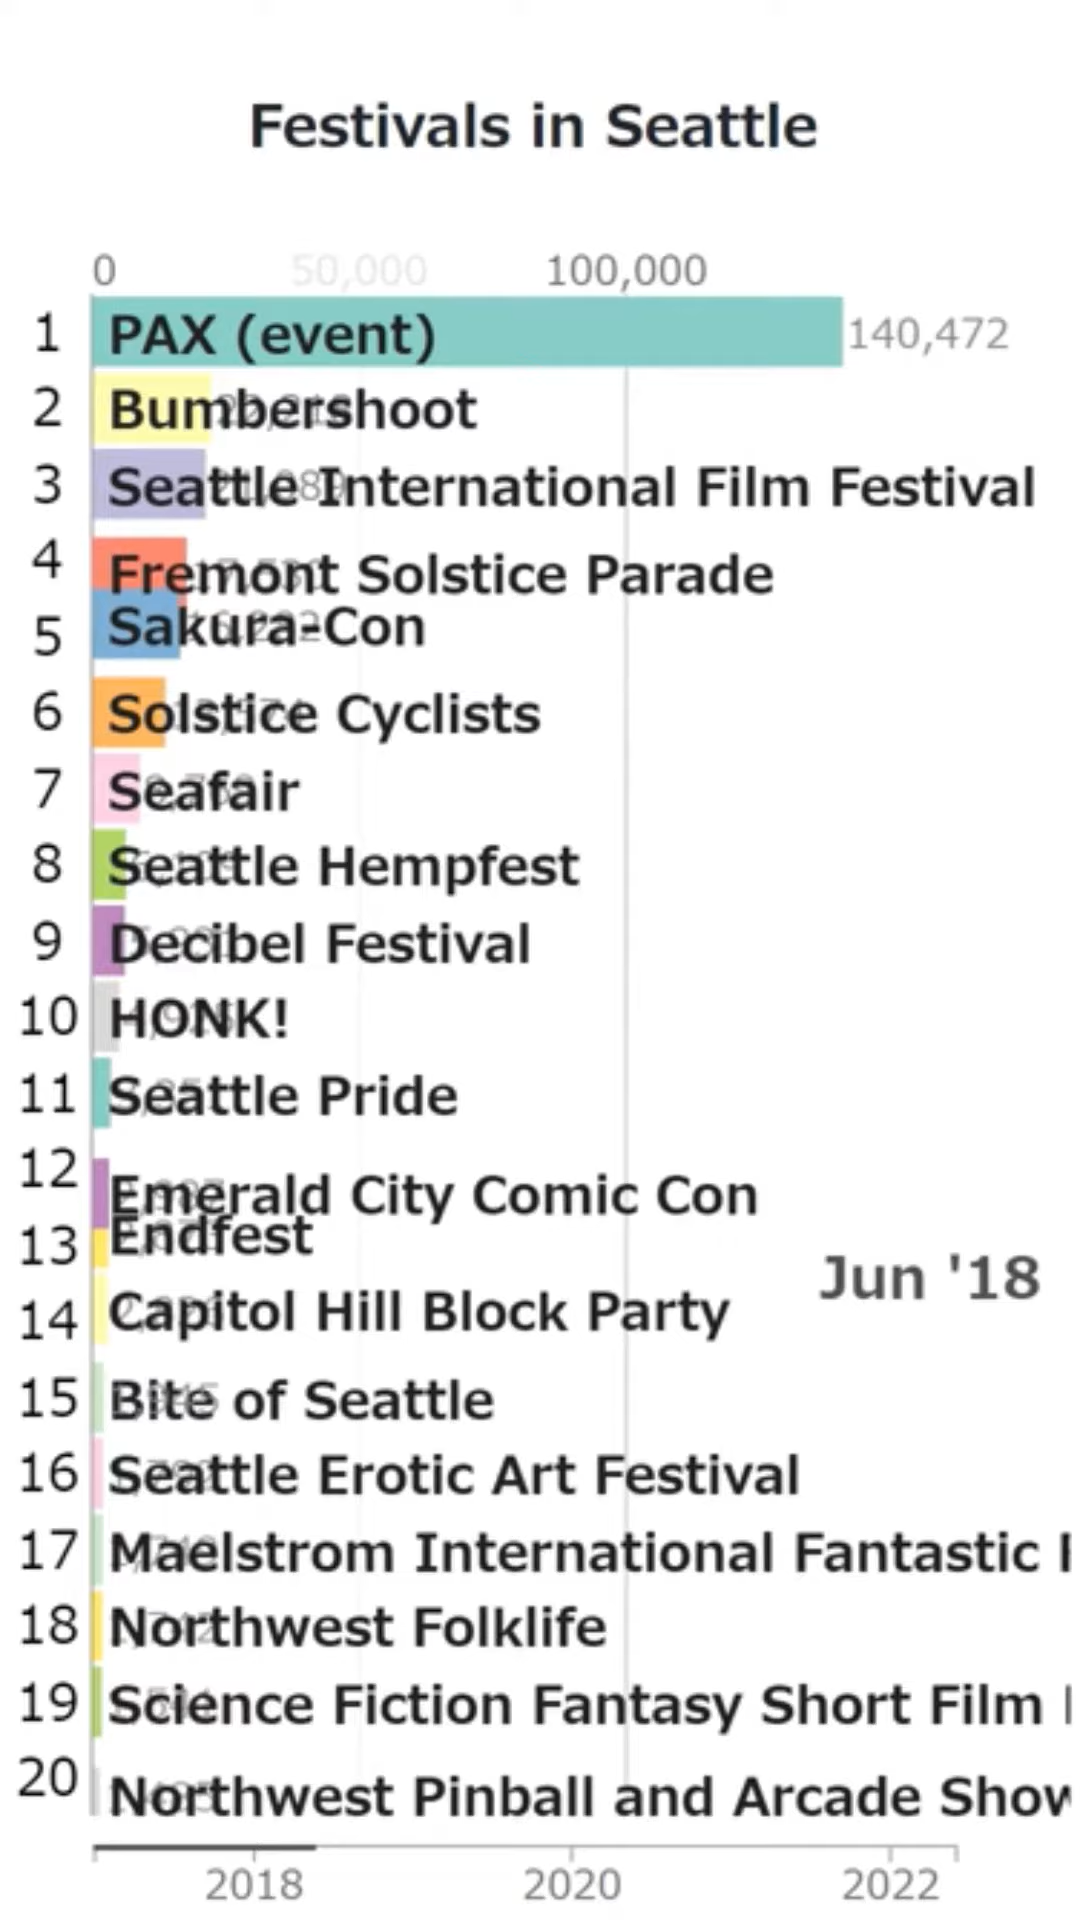 Festivals in Seattle
0 50,000 100,000
1 PAX (event) 140,472
2 Bumbershoot
3 Seattle International Film Festival
4 Fremont Solstice Parade
5 Sakura-Con
6 Solstice Cyclists
7 Seafair
8 Seattle Hempfest
9 Decibel Festival
10 HONK!
11 Seattle Pride
12 Emerald City Comic Con
13 Endfest
Jun '18
14 Capitol Hill Block Party
15 Bite of Seattle
16 Seattle Erotic Art Festival
17 Maelstrom International Fantastic
18 Northwest Folklife
19 Science Fiction Fantasy Short Film
20 Northwest Pinball and Arcade Show
2018 2020 2022